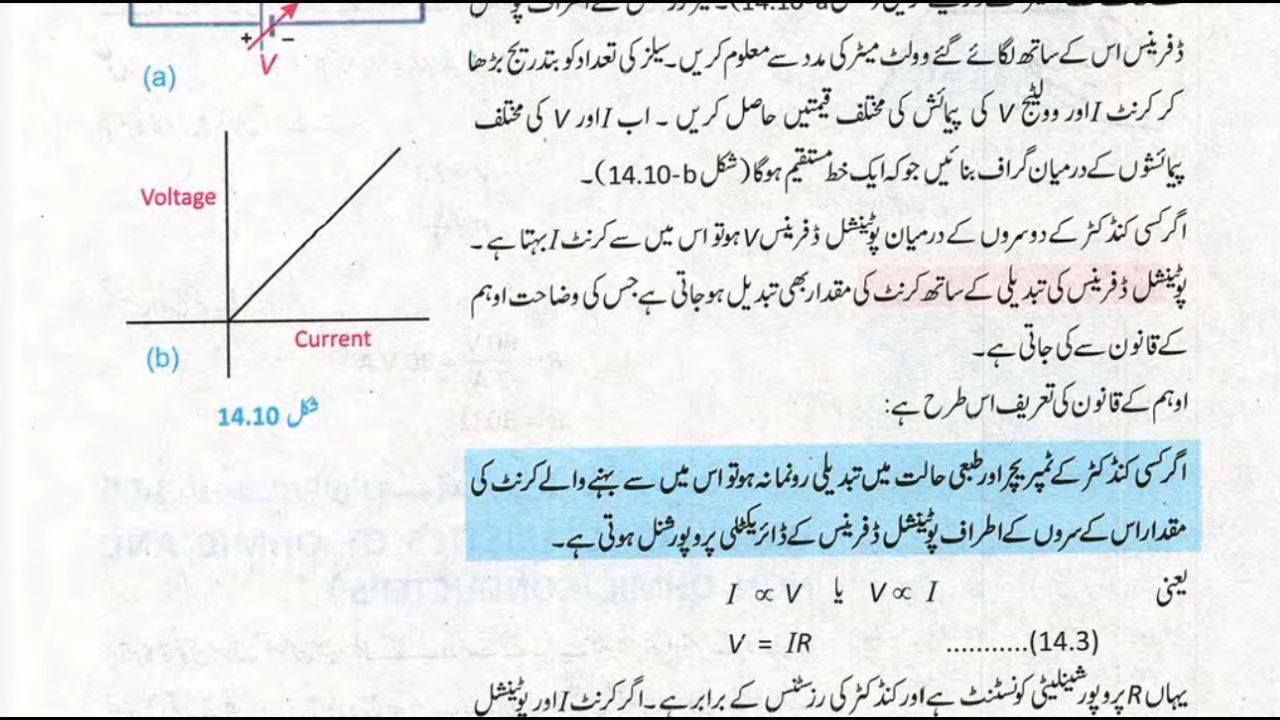 +
−
V
(a)
Voltage
Current
(b)
شکل 14.10
ڈفرینس اس کے ساتھ لگائے گئے وولٹ میٹر کی مدد سے معلوم کریں۔ سیلز کی تعداد کو بتدریج بڑھا
کر کرنٹ I اور وولٹیج V کی پیمائش کی مختلف قیمتیں حاصل کریں ۔ اب I اور V کی مختلف
پیمائشوں کے درمیان گراف بنائیں جو کہ ایک خط مستقیم ہوگا (شکل 14.10-b)۔
اگر کسی کنڈکٹر کے دوسروں کے درمیان پوٹینشل ڈفرینس V ہو تو اس میں سے کرنٹ I بہتا ہے ۔
پوٹینشل ڈفرینس کی تبدیلی کے ساتھ کرنٹ کی مقدار بھی تبدیل ہو جاتی ہے جس کی وضاحت اوہم
کے قانون سے کی جاتی ہے۔
اوہم کے قانون کی تعریف اس طرح ہے:
اگر کسی کنڈکٹر کے ٹمپریچر اور طبعی حالت میں تبدیلی رونما نہ ہو تو اس میں سے بہنے والے کرنٹ کی
مقدار اس کے سروں کے اطراف پوٹینشل ڈفرینس کے ڈائریکٹلی پروپورشنل ہوتی ہے۔
یعنی V ∝ I یا I ∝ V
V = IR ...........(14.3)
یہاں R پروپورشینلیٹی کونسٹنٹ ہے اور کنڈکٹر کی رزسٹنس کے برابر ہے ۔ اگر کرنٹ I اور پوٹینشل